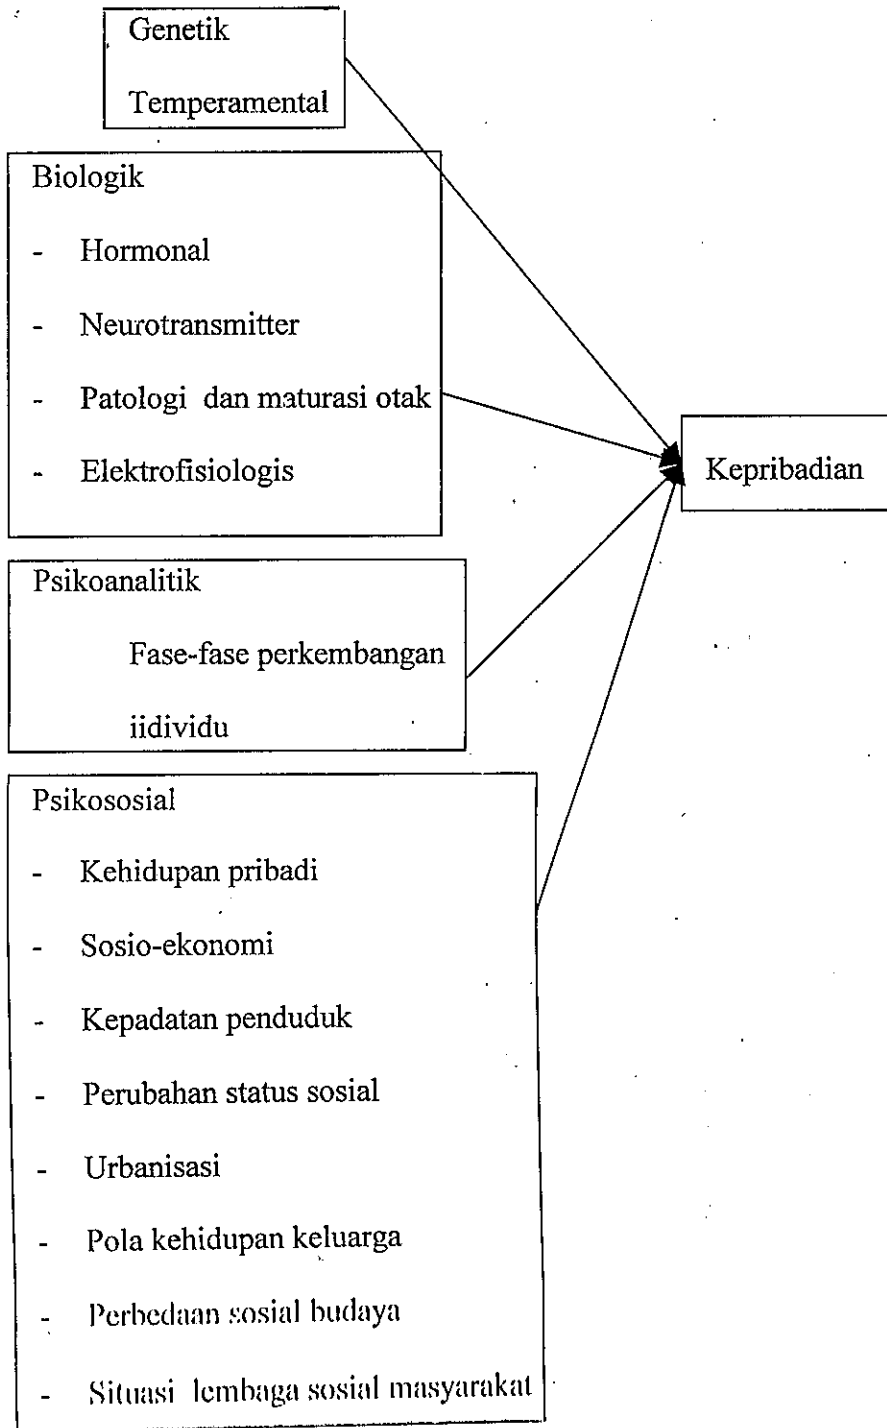 Genetik
Temperamental
Biologik
- Hormonal
- Neurotransmitter
- Patologi dan maturasi otak
- Elektrofisiologis
Kepribadian
Psikoanalitik
Fase-fase perkembangan
iidividu
Psikososial
- Kehidupan pribadi
- Sosio-ekonomi
- Kepadatan penduduk
- Perubahan status sosial
- Urbanisasi
- Pola kehidupan keluarga
- Perbedaan sosial budaya
- Situasi lembaga sosial masyarakat